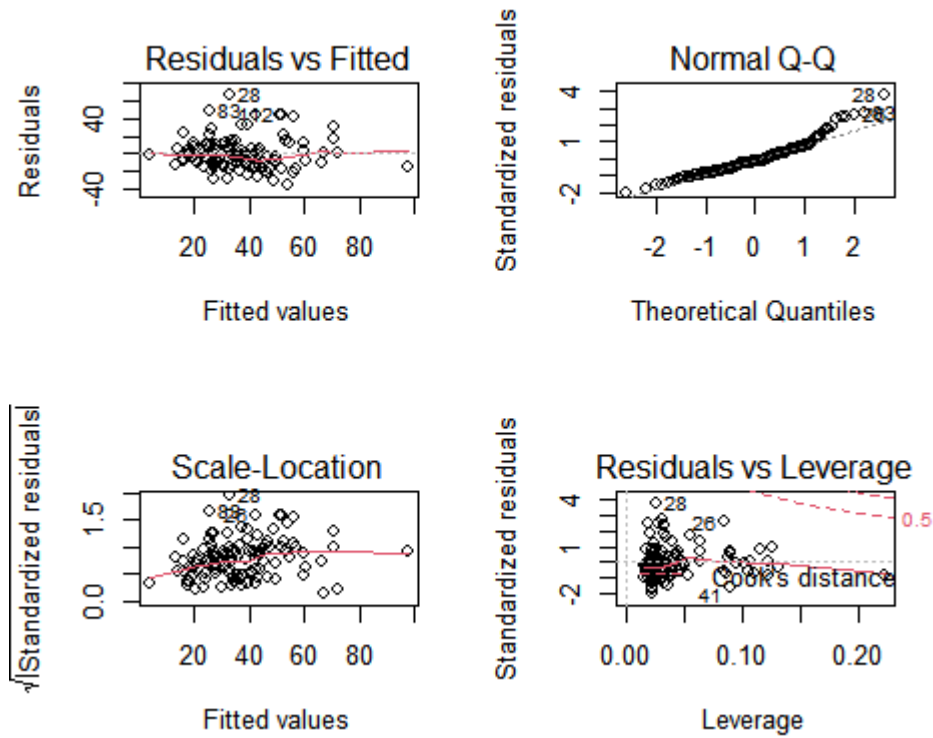 Residuals vs Fitted
Residuals
40
-40
28
83
20 40 60 80
Fitted values
Normal Q-Q
Standardized residuals
4
1
-2
28
-2 -1 0 1 2
Theoretical Quantiles
Scale-Location
√|Standardized residuals|
1.5
0.0
28
20 40 60 80
Fitted values
Residuals vs Leverage
Standardized residuals
4
1
-2
28
26
41
Cook's distance
0.5
0.00 0.10 0.20
Leverage